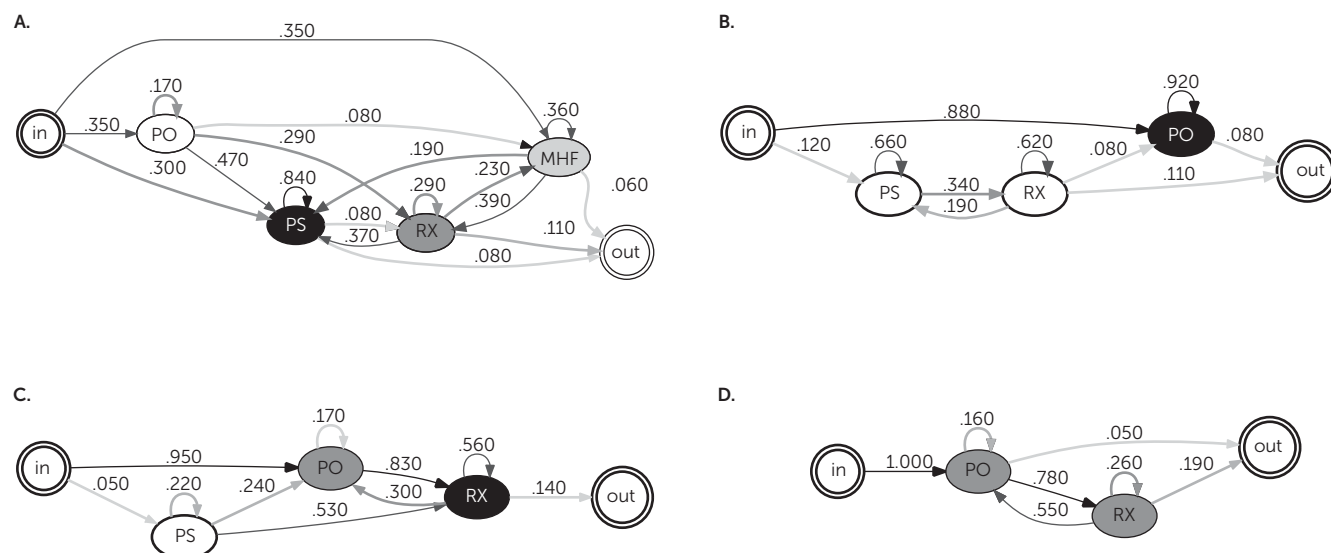 A.
.350
.170
in
.350
PO
.080
.360
.290
MHF
.300
.470
.190
.230
.840
.290
.390
.060
PS
.080
RX
.370
.110
.080
out
B.
.920
in
.880
PO
.120
.660
.620
.080
.080
PS
.340
RX
.110
.190
out
C.
.170
in
.950
PO
.830
.560
.050
.220
.240
.300
RX
.140
out
PS
.530
D.
.160
.050
out
in
1.000
PO
.780
.260
.190
.550
RX